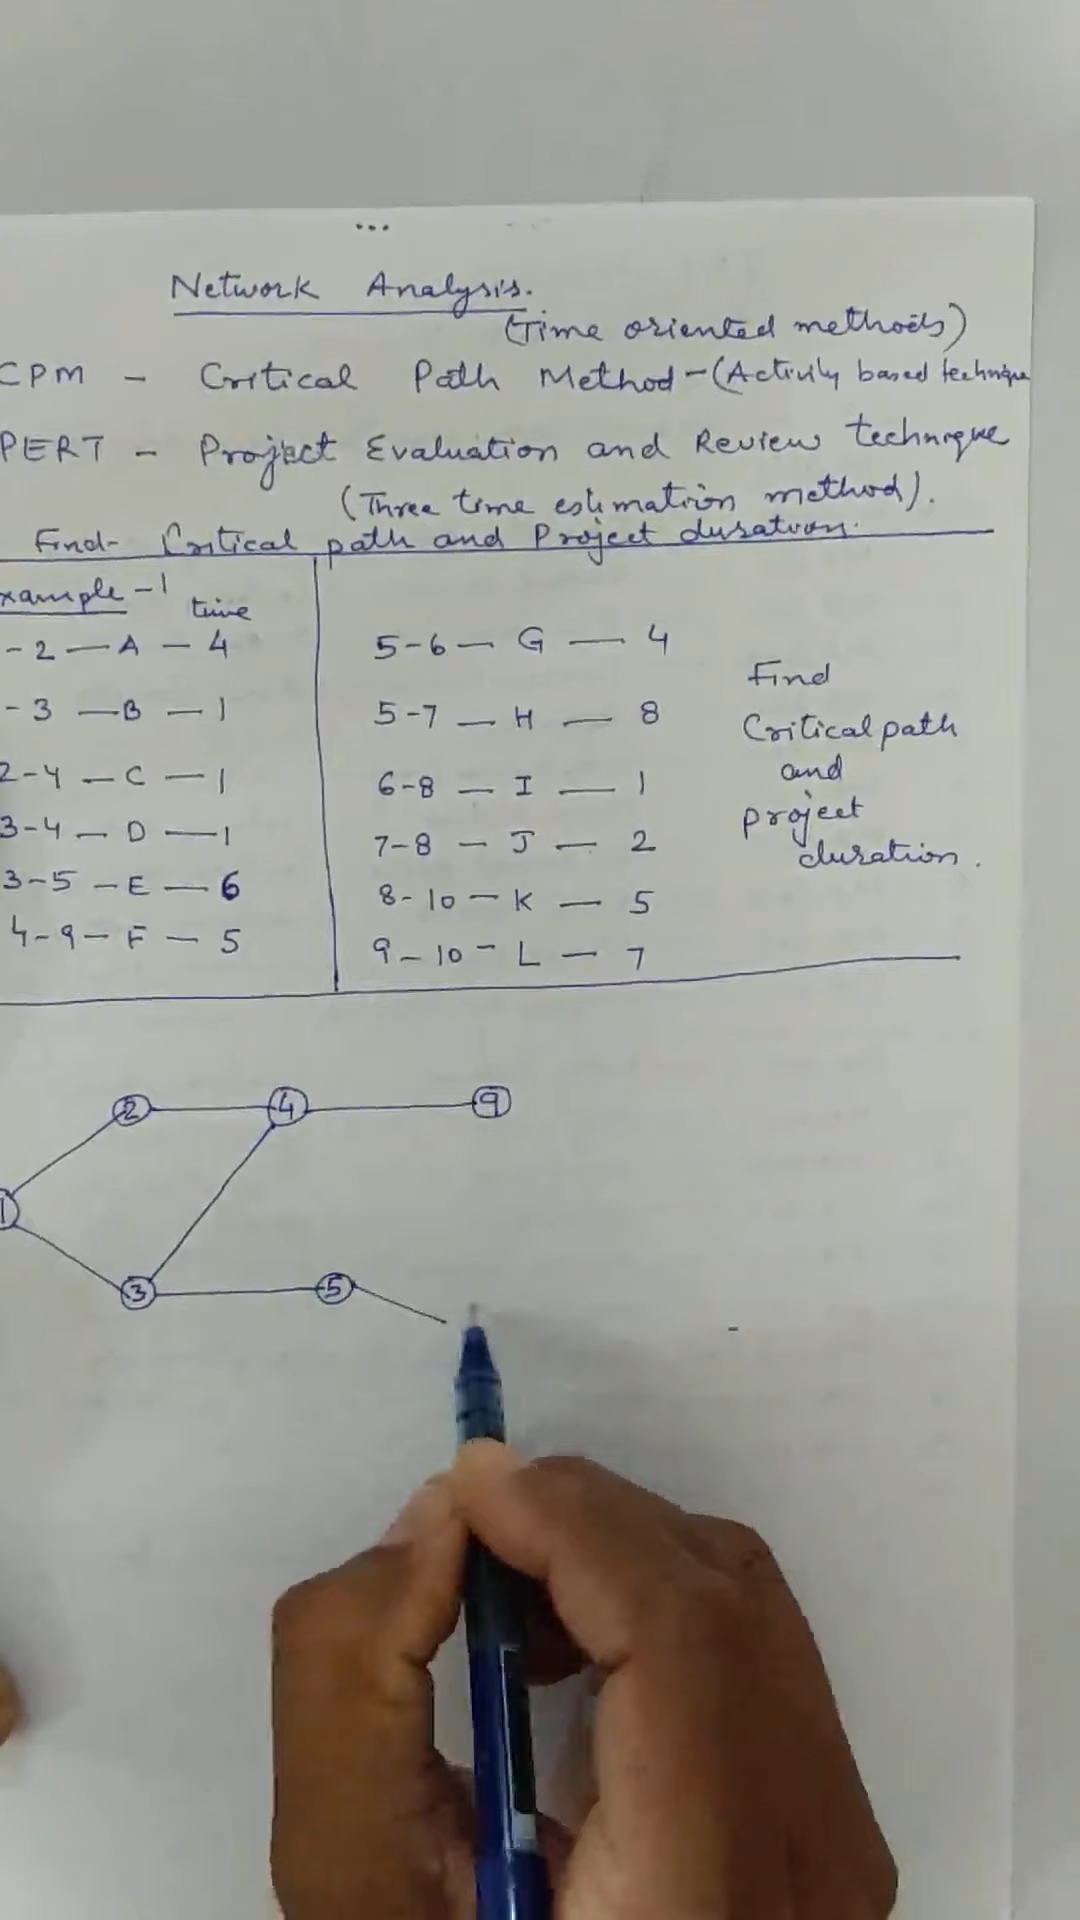 ...
Network Analysis.
(Time oriented methods)
CPM - Critical Path Method - (Activity based technique
PERT - Project Evaluation and Review technique
(Three time estimation method).
Find- Critical path and Project duration.
xample -1 time
-2 — A — 4
-3 — B — 1
2-4 — C — 1
3-4 — D — 1
3-5 — E — 6
4-9 — F — 5
5-6 — G — 4
5-7 — H — 8
6-8 — I — 1
7-8 — J — 2
8-10 — K — 5
9-10 — L — 7
Find
Critical path
and
project
duration.
2 4 9
1
3 5